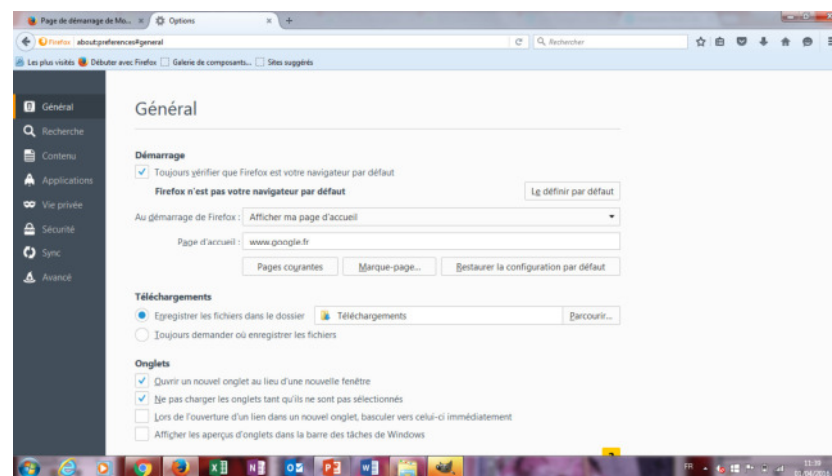 Page de démarrage de Mo...
Options
Firefox
about:preferences#general
Rechercher
Les plus visités
Débuter avec Firefox
Galerie de composants...
Sites suggérés
Général
Recherche
Contenu
Applications
Vie privée
Sécurité
Sync
Avancé
Général
Démarrage
Toujours vérifier que Firefox est votre navigateur par défaut
Firefox n'est pas votre navigateur par défaut
Le définir par défaut
Au démarrage de Firefox :
Afficher ma page d'accueil
Page d'accueil :
www.google.fr
Pages courantes
Marque-page...
Restaurer la configuration par défaut
Téléchargements
Enregistrer les fichiers dans le dossier
Téléchargements
Parcourir...
Toujours demander où enregistrer les fichiers
Onglets
Ouvrir un nouvel onglet au lieu d'une nouvelle fenêtre
Ne pas charger les onglets tant qu'ils ne sont pas sélectionnés
Lors de l'ouverture d'un lien dans un nouvel onglet, basculer vers celui-ci immédiatement
Afficher les aperçus d'onglets dans la barre des tâches de Windows
FR
11:39